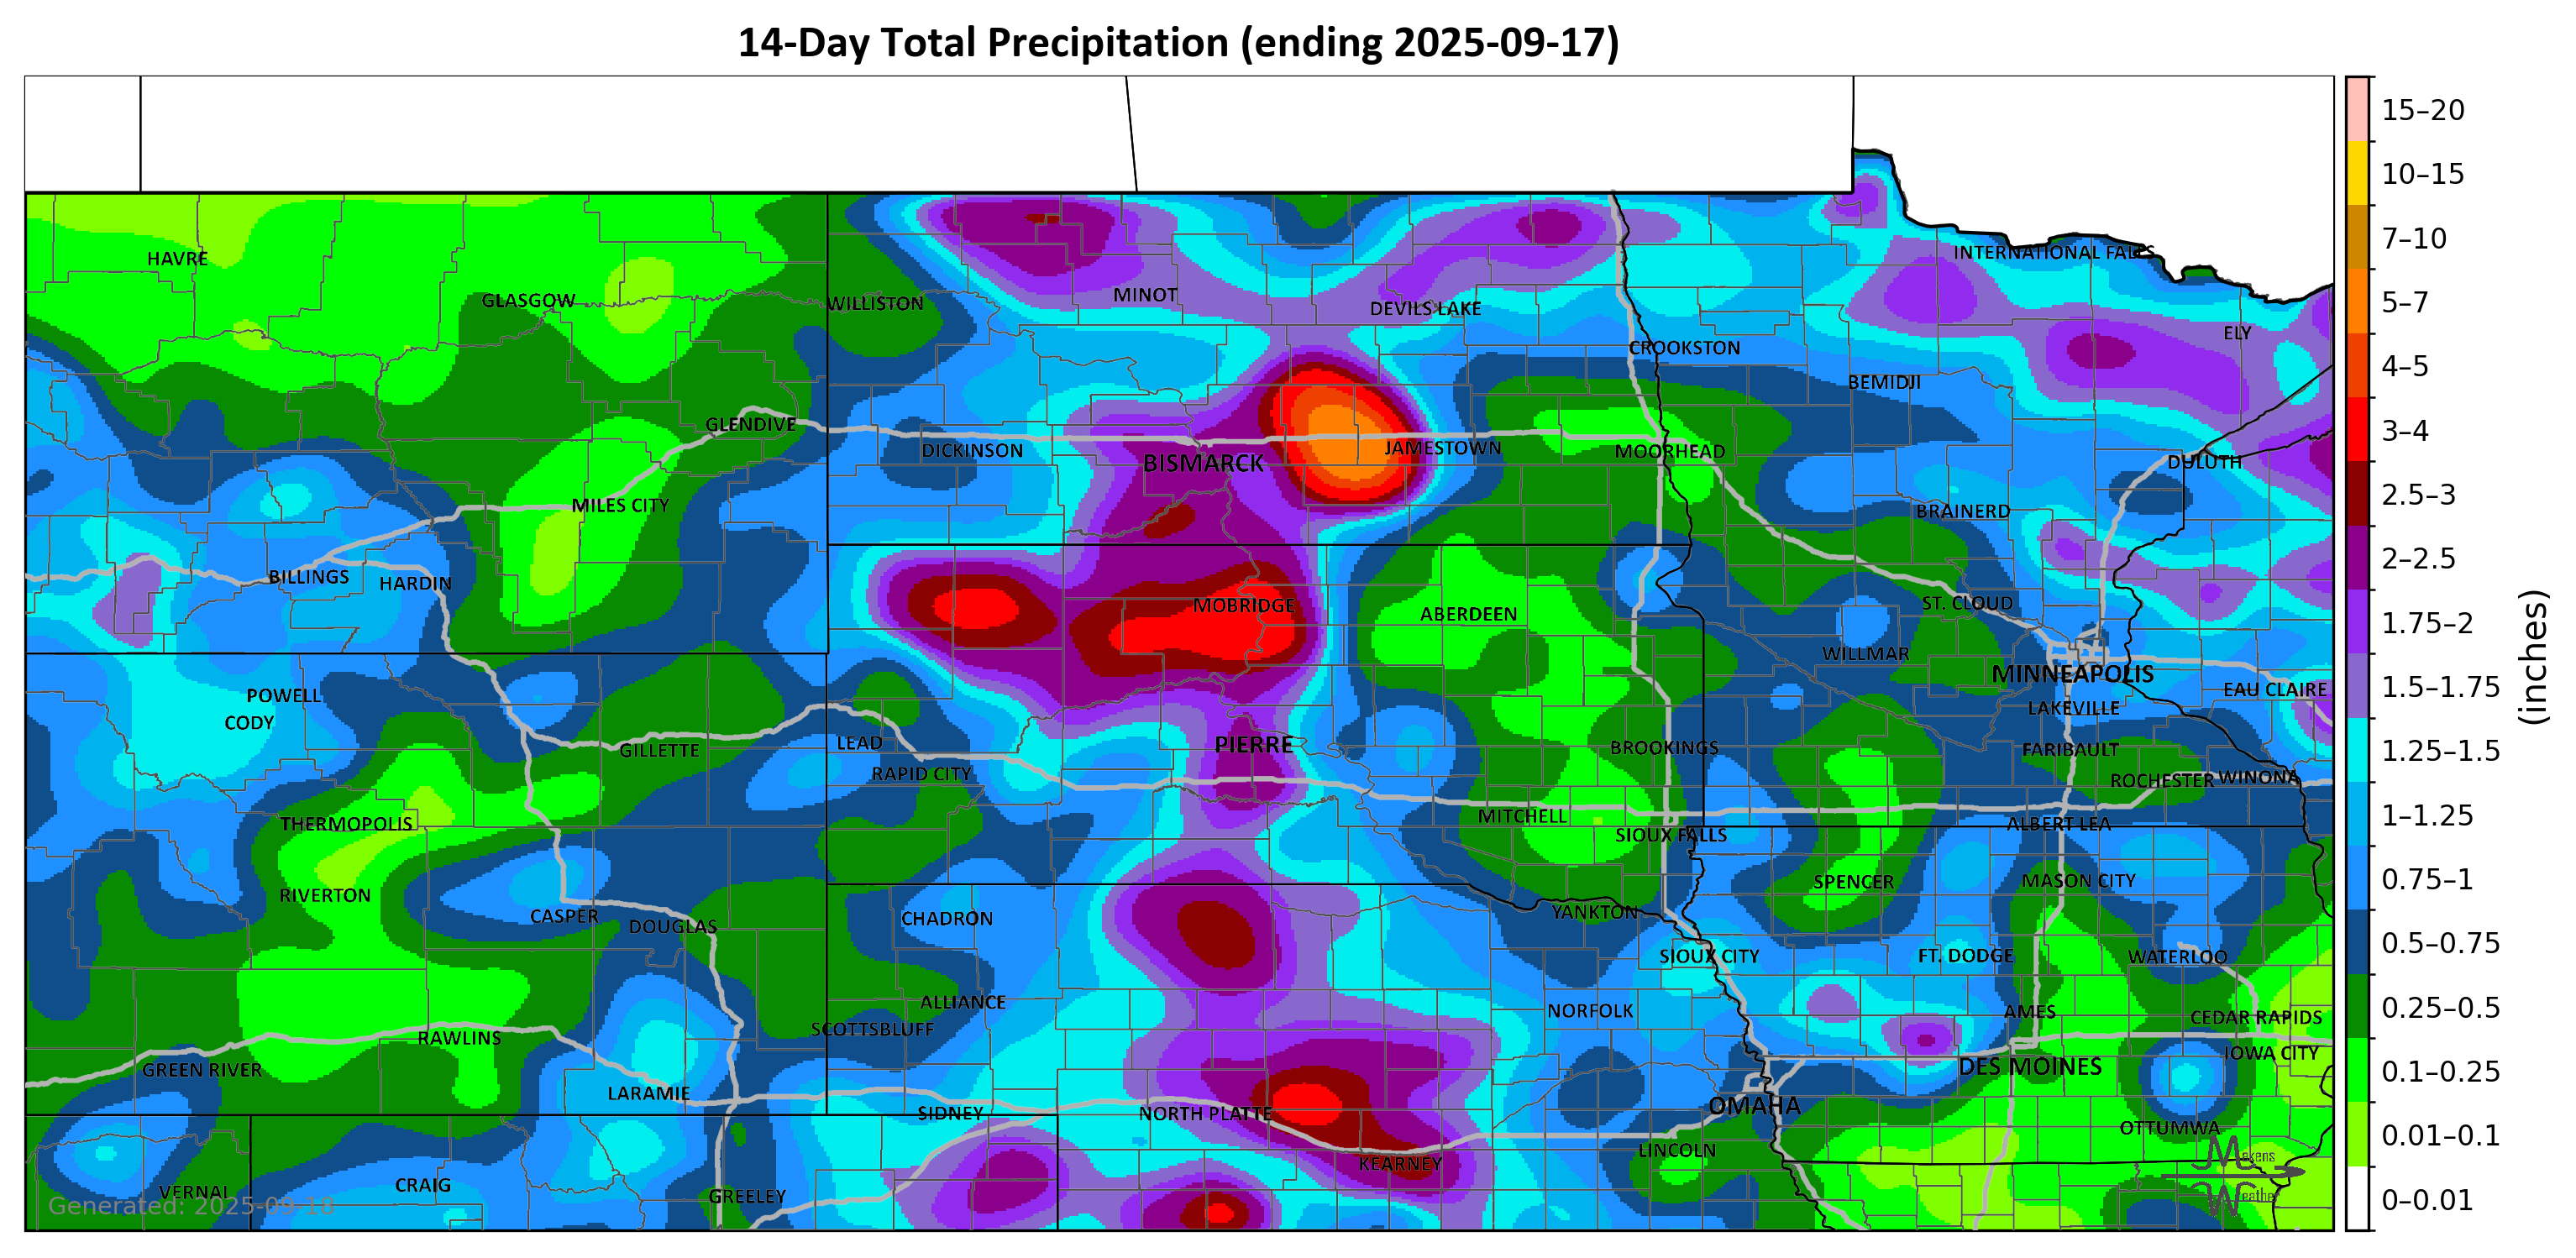 14-Day Total Precipitation (ending 2025-09-17)
15–20
10–15
7–10
5–7
4–5
3–4
2.5–3
2–2.5
1.75–2
1.5–1.75
1.25–1.5
1–1.25
0.75–1
0.5–0.75
0.25–0.5
0.1–0.25
0.01–0.1
0–0.01
(inches)
INTERNATIONAL FALLS
HAVRE
GLASGOW
WILLISTON
MINOT
DEVILS LAKE
ELY
CROOKSTON
BEMIDJI
GLENDIVE
DICKINSON
BISMARCK
JAMESTOWN
MOORHEAD
DULUTH
MILES CITY
BRAINERD
BILLINGS
HARDIN
MOBRIDGE
ABERDEEN
ST. CLOUD
WILLMAR
MINNEAPOLIS
EAU CLAIRE
POWELL
CODY
LAKEVILLE
GILLETTE
LEAD
PIERRE
BROOKINGS
FARIBAULT
RAPID CITY
ROCHESTER
WINONA
THERMOPOLIS
MITCHELL
SIOUX FALLS
ALBERT LEA
RIVERTON
SPENCER
MASON CITY
CASPER
DOUGLAS
CHADRON
YANKTON
SIOUX CITY
FT. DODGE
WATERLOO
ALLIANCE
NORFOLK
AMES
CEDAR RAPIDS
SCOTTSBLUFF
RAWLINS
GREEN RIVER
DES MOINES
IOWA CITY
LARAMIE
SIDNEY
NORTH PLATTE
OMAHA
OTTUMWA
LINCOLN
KEARNEY
VERNAL
CRAIG
GREELEY
Generated: 2025-09-18
Makens
Weather